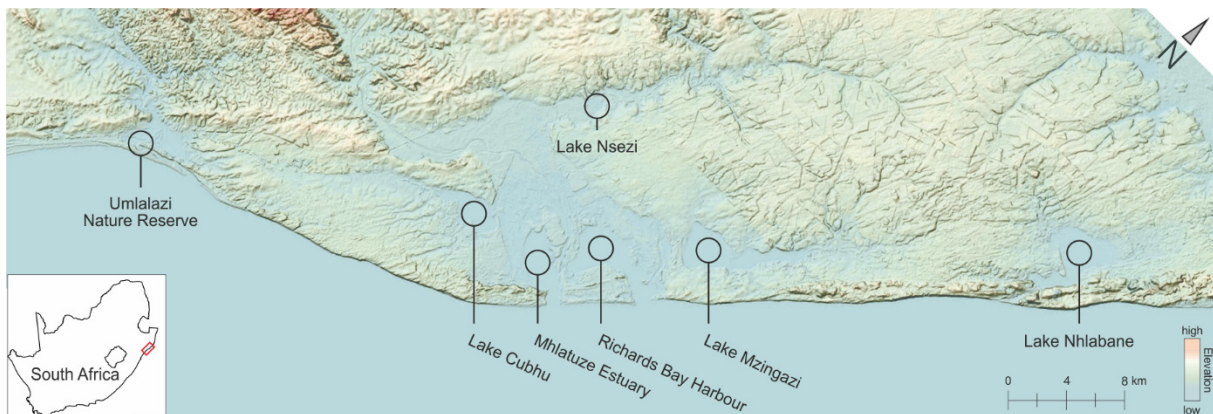 N
Lake Nsezi
Umlalazi
Nature Reserve
Lake Cubhu
Mhlatuze Estuary
Richards Bay Harbour
Lake Mzingazi
Lake Nhlabane
South Africa
high
Elevation
low
0 4 8 km